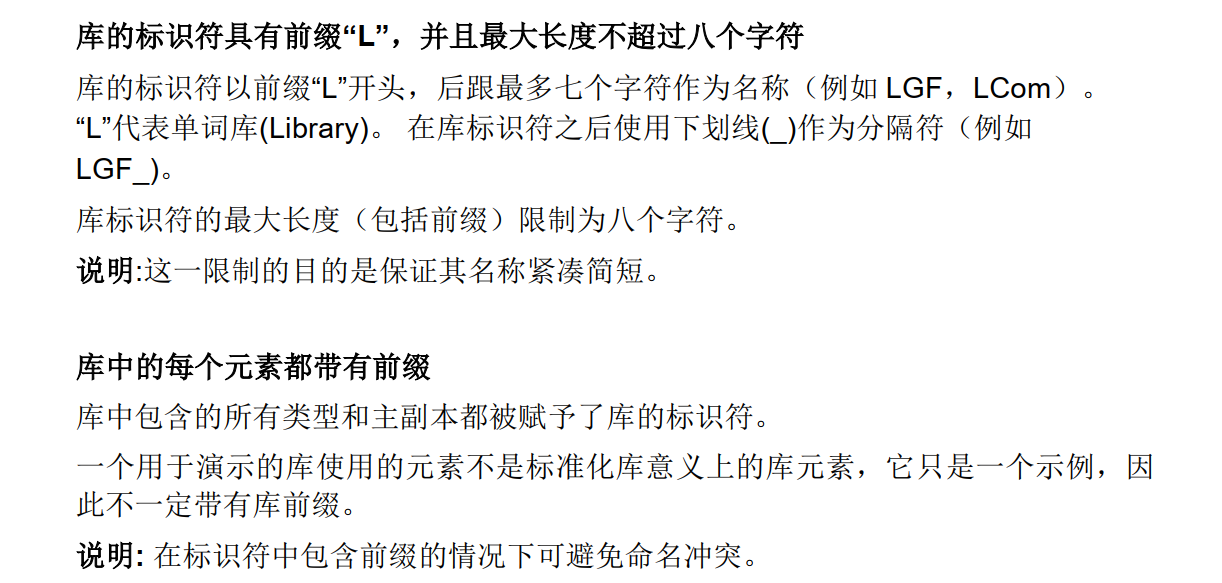 库的标识符具有前缀“L”，并且最大长度不超过八个字符
库的标识符以前缀“L”开头，后跟最多七个字符作为名称（例如 LGF，LCom）。
“L”代表单词库(Library)。 在库标识符之后使用下划线(_)作为分隔符（例如
LGF_)。
库标识符的最大长度（包括前缀）限制为八个字符。
说明:这一限制的目的是保证其名称紧凑简短。
库中的每个元素都带有前缀
库中包含的所有类型和主副本都被赋予了库的标识符。
一个用于演示的库使用的元素不是标准化库意义上的库元素，它只是一个示例，因
此不一定带有库前缀。
说明: 在标识符中包含前缀的情况下可避免命名冲突。